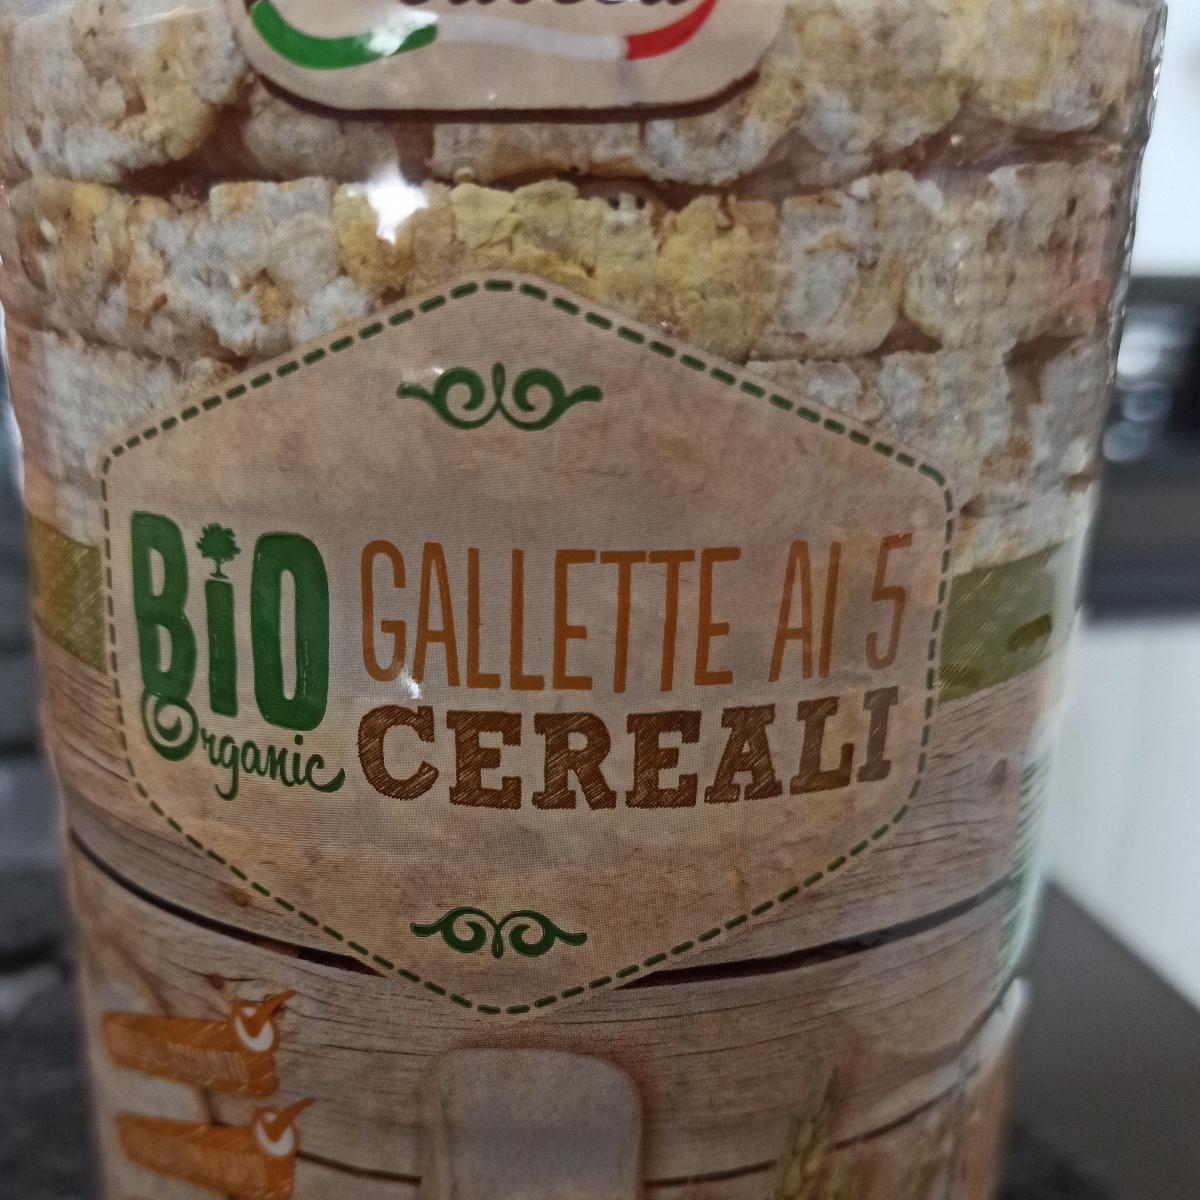 BiO
Organic
GALLETTE AI 5
CEREALI